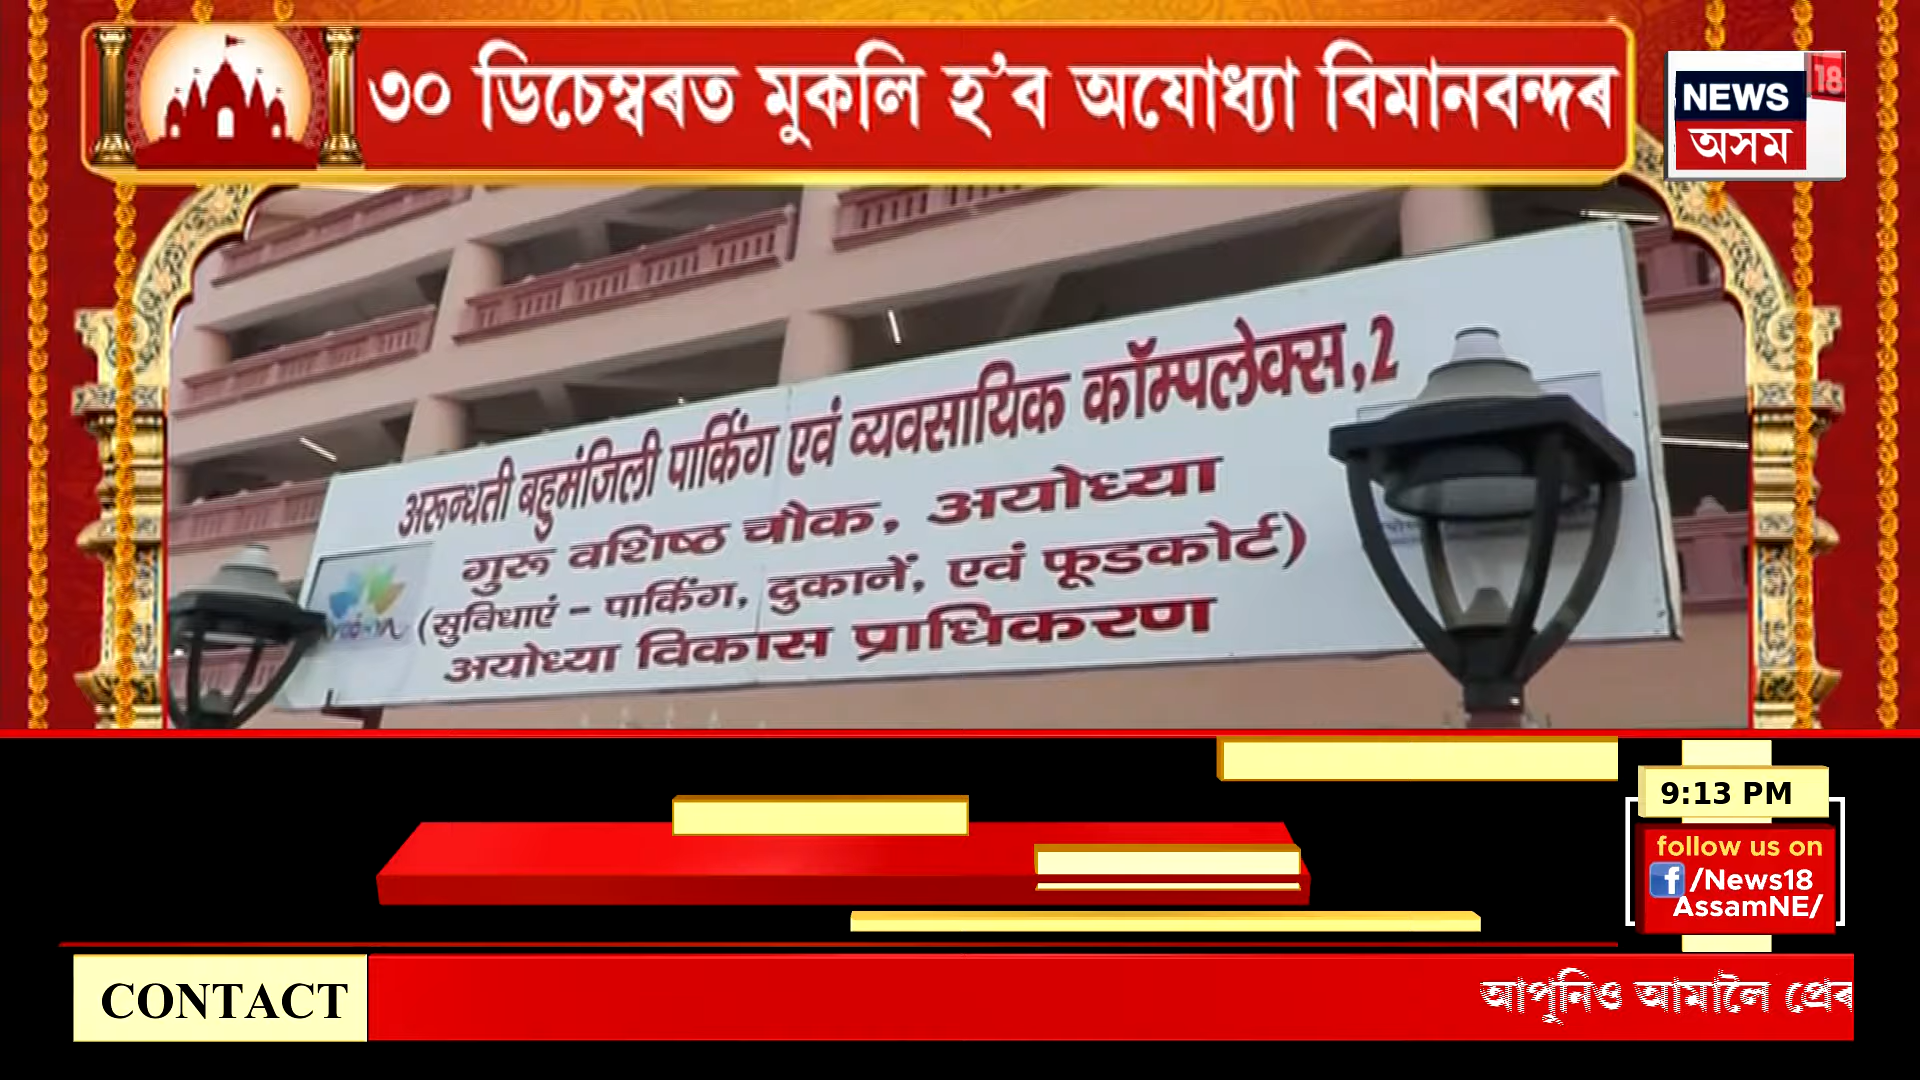 ৩০ ডিচেম্বৰত মুকলি হ'ব অযোধ্যা বিমানবন্দৰ
NEWS 18
অসম
अरून्धती बहुमंजिली पार्किंग एवं व्यवसायिक कॉम्पलेक्स,2
गुरू वशिष्ठ चौक, अयोध्या
(सुविधाएं - पार्किंग, दुकानें, एवं फूडकोर्ट)
अयोध्या विकास प्राधिकरण
9:13 PM
follow us on
f /News18
AssamNE/
CONTACT
আপুনিও আমালৈ